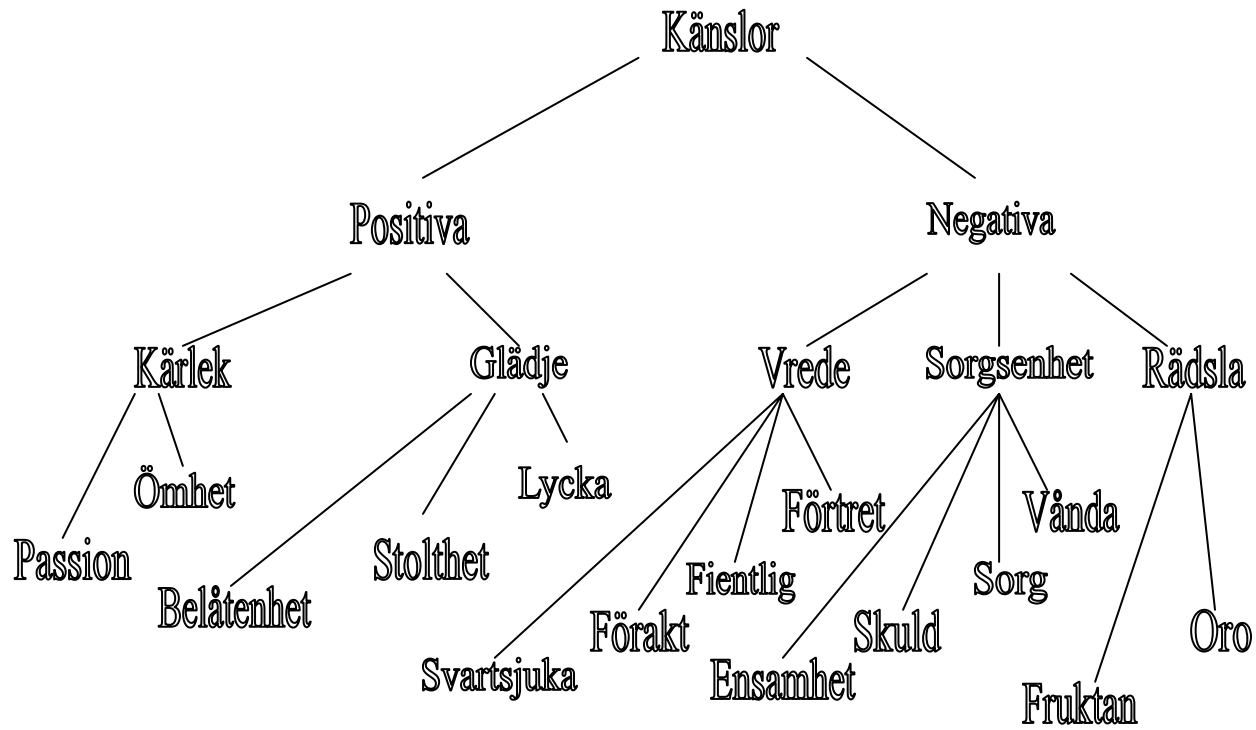 Känslor
Positiva
Negativa
Kärlek
Glädje
Vrede
Sorgsenhet
Rädsla
Ömhet
Lycka
Förtret
Vånda
Passion
Stolthet
Fientlig
Sorg
Belåtenhet
Förakt
Skuld
Oro
Svartsjuka
Ensamhet
Fruktan